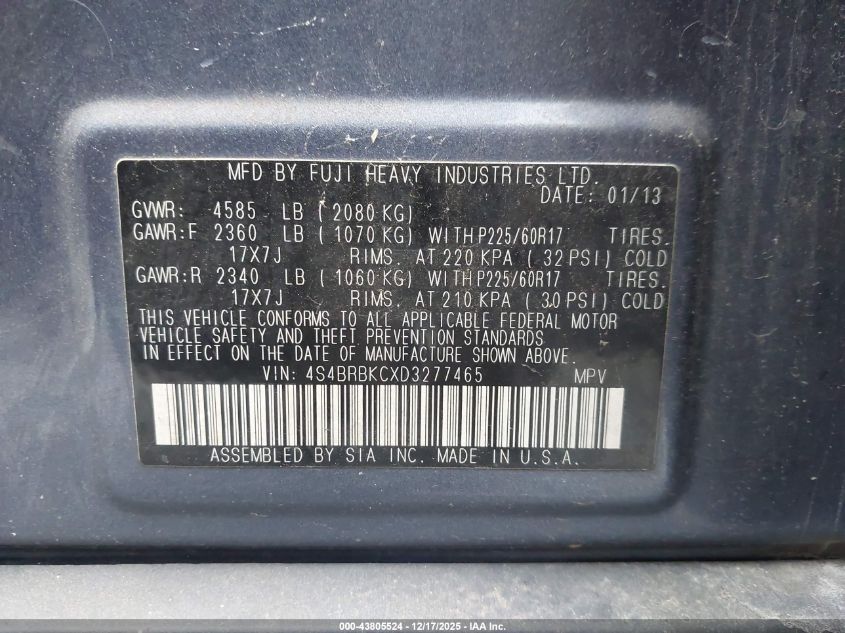 MFD BY FUJI HEAVY INDUSTRIES LTD.
DATE: 01/13
GVWR: 4585 LB ( 2080 KG)
GAWR:F 2360 LB ( 1070 KG) WITH P225/60R17 TIRES.
17X7J RIMS. AT 220 KPA ( 32 PSI) COLD
GAWR:R 2340 LB ( 1060 KG) WITH P225/60R17 TIRES.
17X7J RIMS. AT 210 KPA ( 30 PSI) COLD
THIS VEHICLE CONFORMS TO ALL APPLICABLE FEDERAL MOTOR
VEHICLE SAFETY AND THEFT PREVENTION STANDARDS
IN EFFECT ON THE DATE OF MANUFACTURE SHOWN ABOVE.
VIN: 4S4BRBKCXD3277465 MPV
ASSEMBLED BY SIA INC. MADE IN U.S.A.
000-43805524 — 12/17/2025 — IAA Inc.